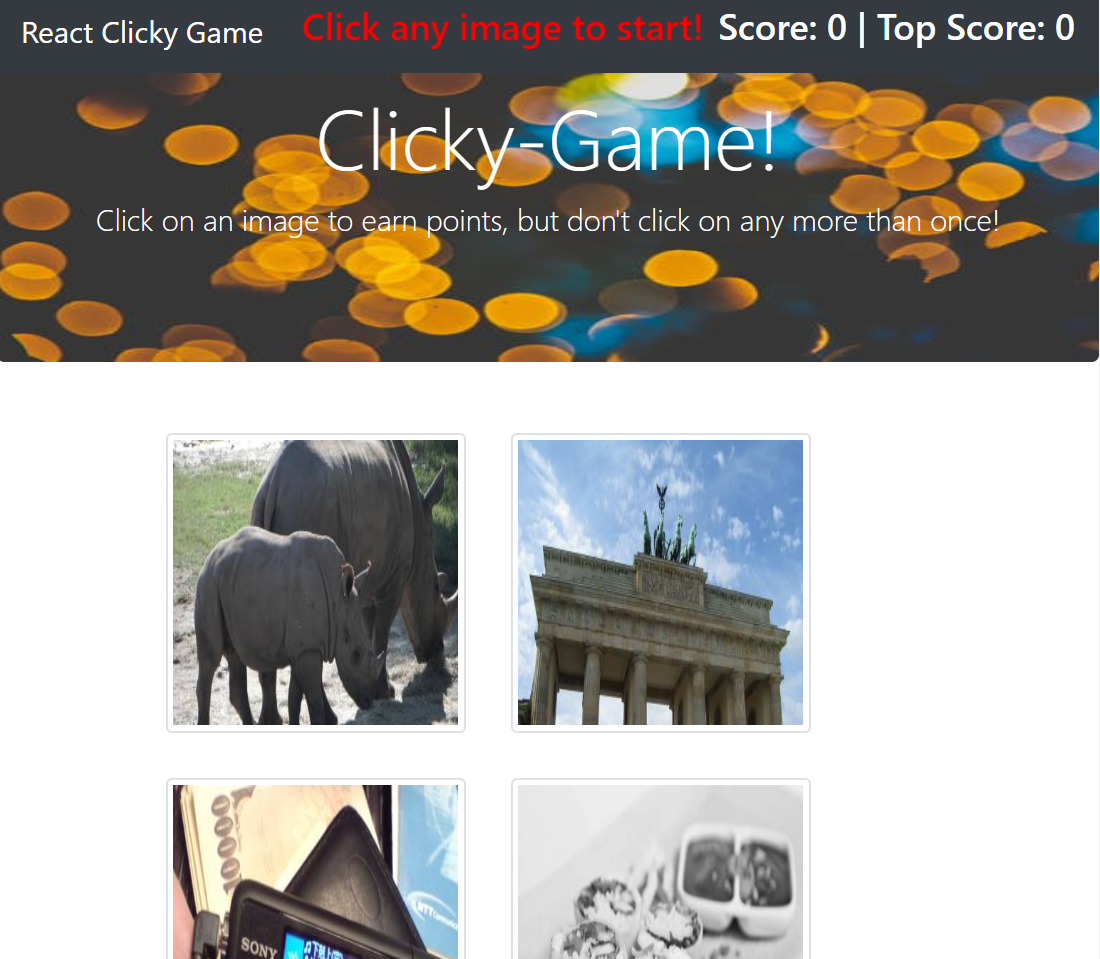 React Clicky Game
Click any image to start!
Score: 0 | Top Score: 0
Clicky-Game!
Click on an image to earn points, but don't click on any more than once!
10000
SONY